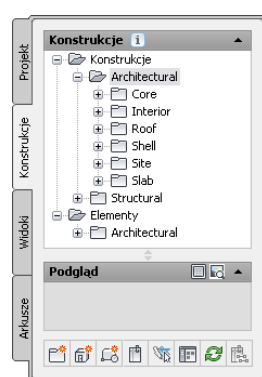 Projekt
Konstrukcje
Widoki
Arkusze
Konstrukcje
Konstrukcje
Architectural
Core
Interior
Roof
Shell
Site
Slab
Structural
Elementy
Architectural
Podgląd